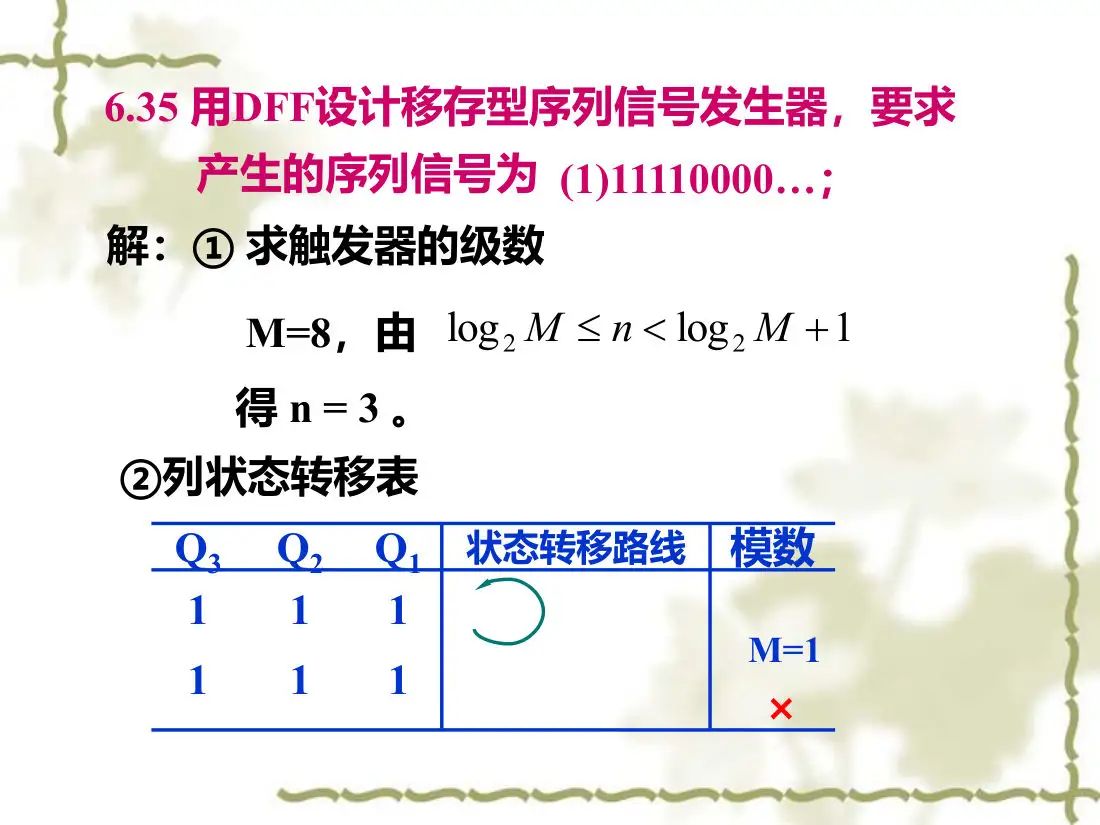 6.35 用DFF设计移存型序列信号发生器，要求
产生的序列信号为 (1)11110000…；
解：① 求触发器的级数
M=8，由 log₂ M ≤ n < log₂ M + 1
得 n = 3 。
②列状态转移表
Q₃ Q₂ Q₁ 状态转移路线 模数
1 1 1
M=1
1 1 1
×